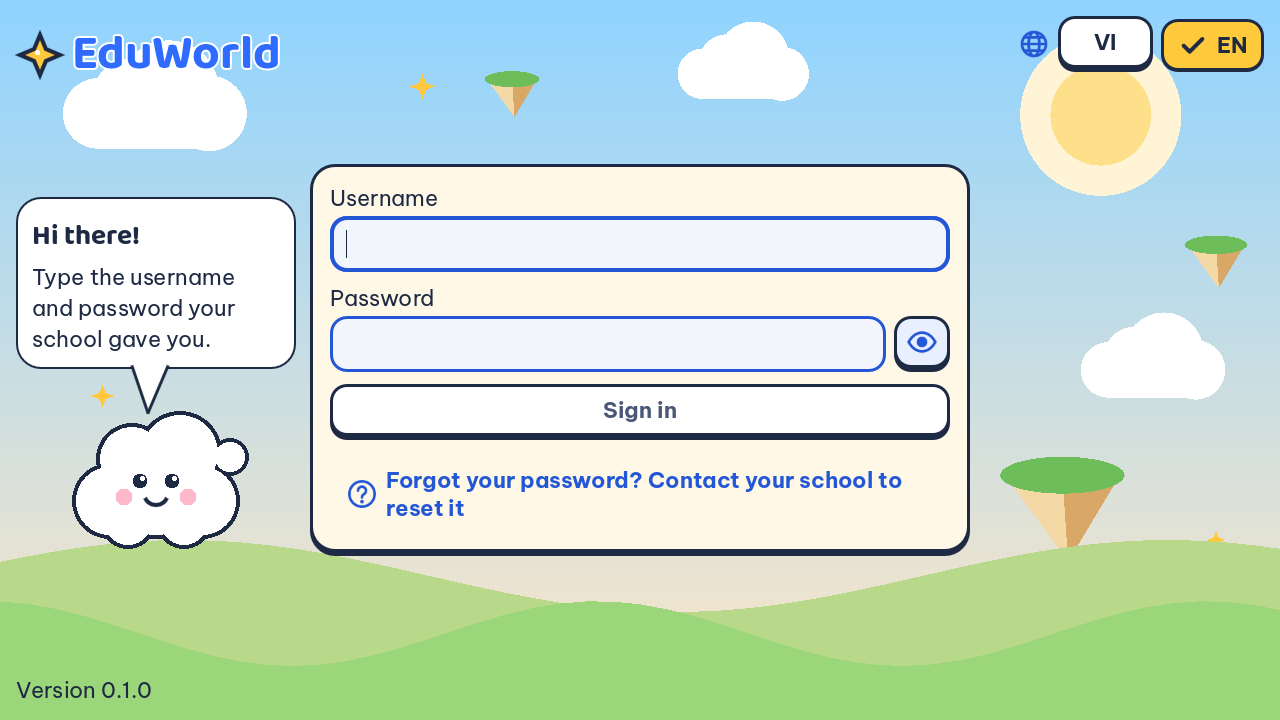 EduWorld
VI
EN
Hi there!
Type the username
and password your
school gave you.
Username
Password
Sign in
Forgot your password? Contact your school to
reset it
Version 0.1.0